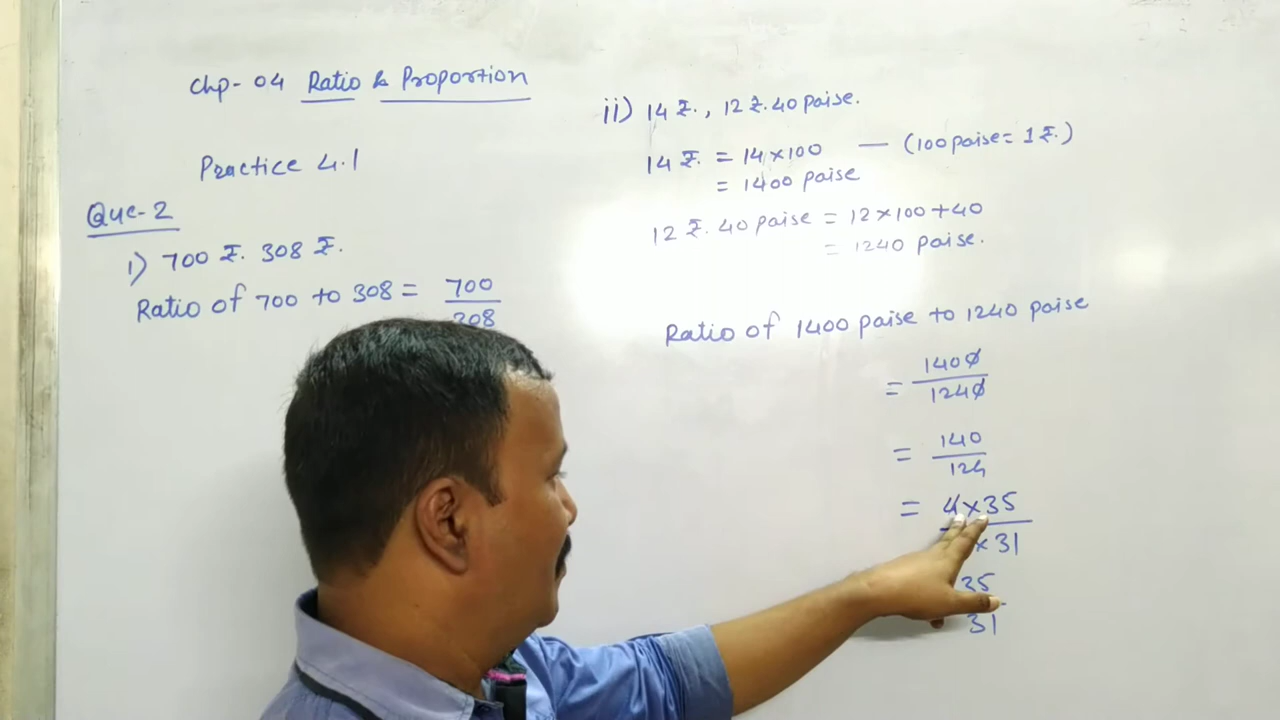 Chp- 04 Ratio & Proportion
Practice 4.1
Que-2
i) 700 ₹. 308 ₹.
Ratio of 700 to 308 = 700
308
ii) 14 ₹., 12 ₹. 40 paise.
14 ₹. = 14×100 — (100 paise = 1 ₹.)
= 1400 paise
12 ₹. 40 paise = 12×100+40
= 1240 paise.
Ratio of 1400 paise to 1240 paise
= 1400
1240
= 140
124
= 4×35
×31
35
31